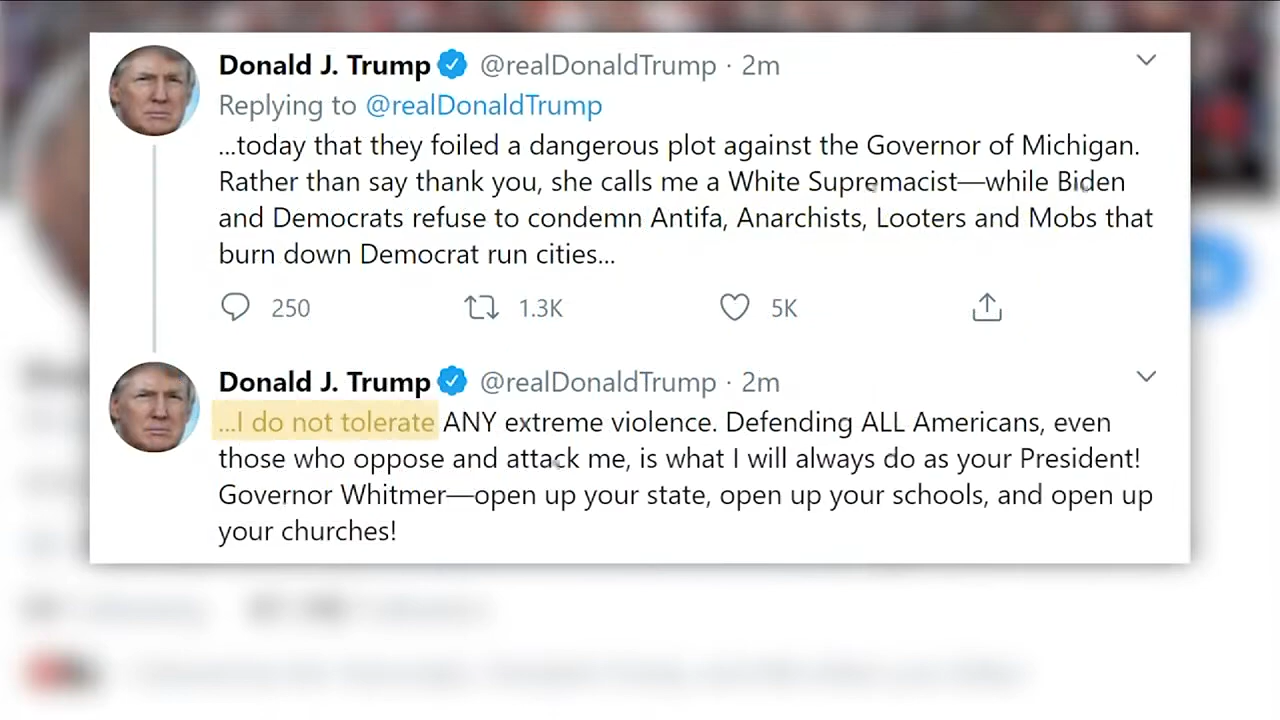 Donald J. Trump @realDonaldTrump · 2m
Replying to @realDonaldTrump
...today that they foiled a dangerous plot against the Governor of Michigan.
Rather than say thank you, she calls me a White Supremacist—while Biden
and Democrats refuse to condemn Antifa, Anarchists, Looters and Mobs that
burn down Democrat run cities...
250 1.3K 5K
Donald J. Trump @realDonaldTrump · 2m
...I do not tolerate ANY extreme violence. Defending ALL Americans, even
those who oppose and attack me, is what I will always do as your President!
Governor Whitmer—open up your state, open up your schools, and open up
your churches!